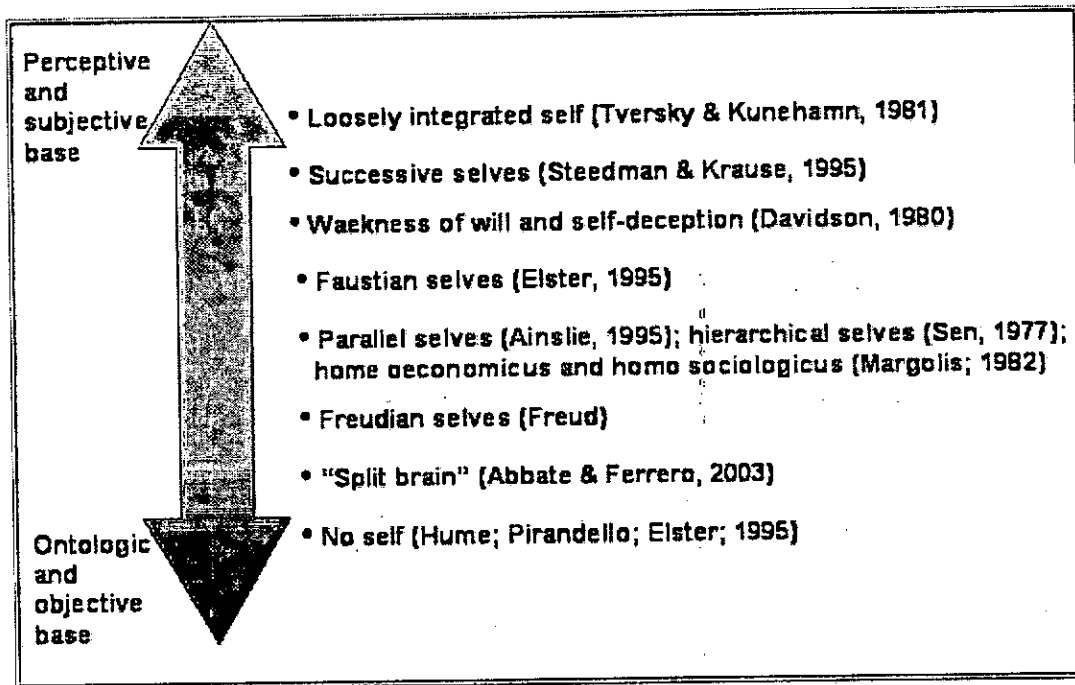 Perceptive
and
subjective
base
• Loosely integrated self (Tversky & Kunehamn, 1981)
• Successive selves (Steedman & Krause, 1995)
• Waekness of will and self-deception (Davidson, 1980)
• Faustian selves (Elster, 1995)
• Parallel selves (Ainslie, 1995); hierarchical selves (Sen, 1977);
home oeconomicus and homo sociologicus (Margolis; 1982)
• Freudian selves (Freud)
• "Split brain" (Abbate & Ferrero, 2003)
• No self (Hume; Pirandello; Elster; 1995)
Ontologic
and
objective
base